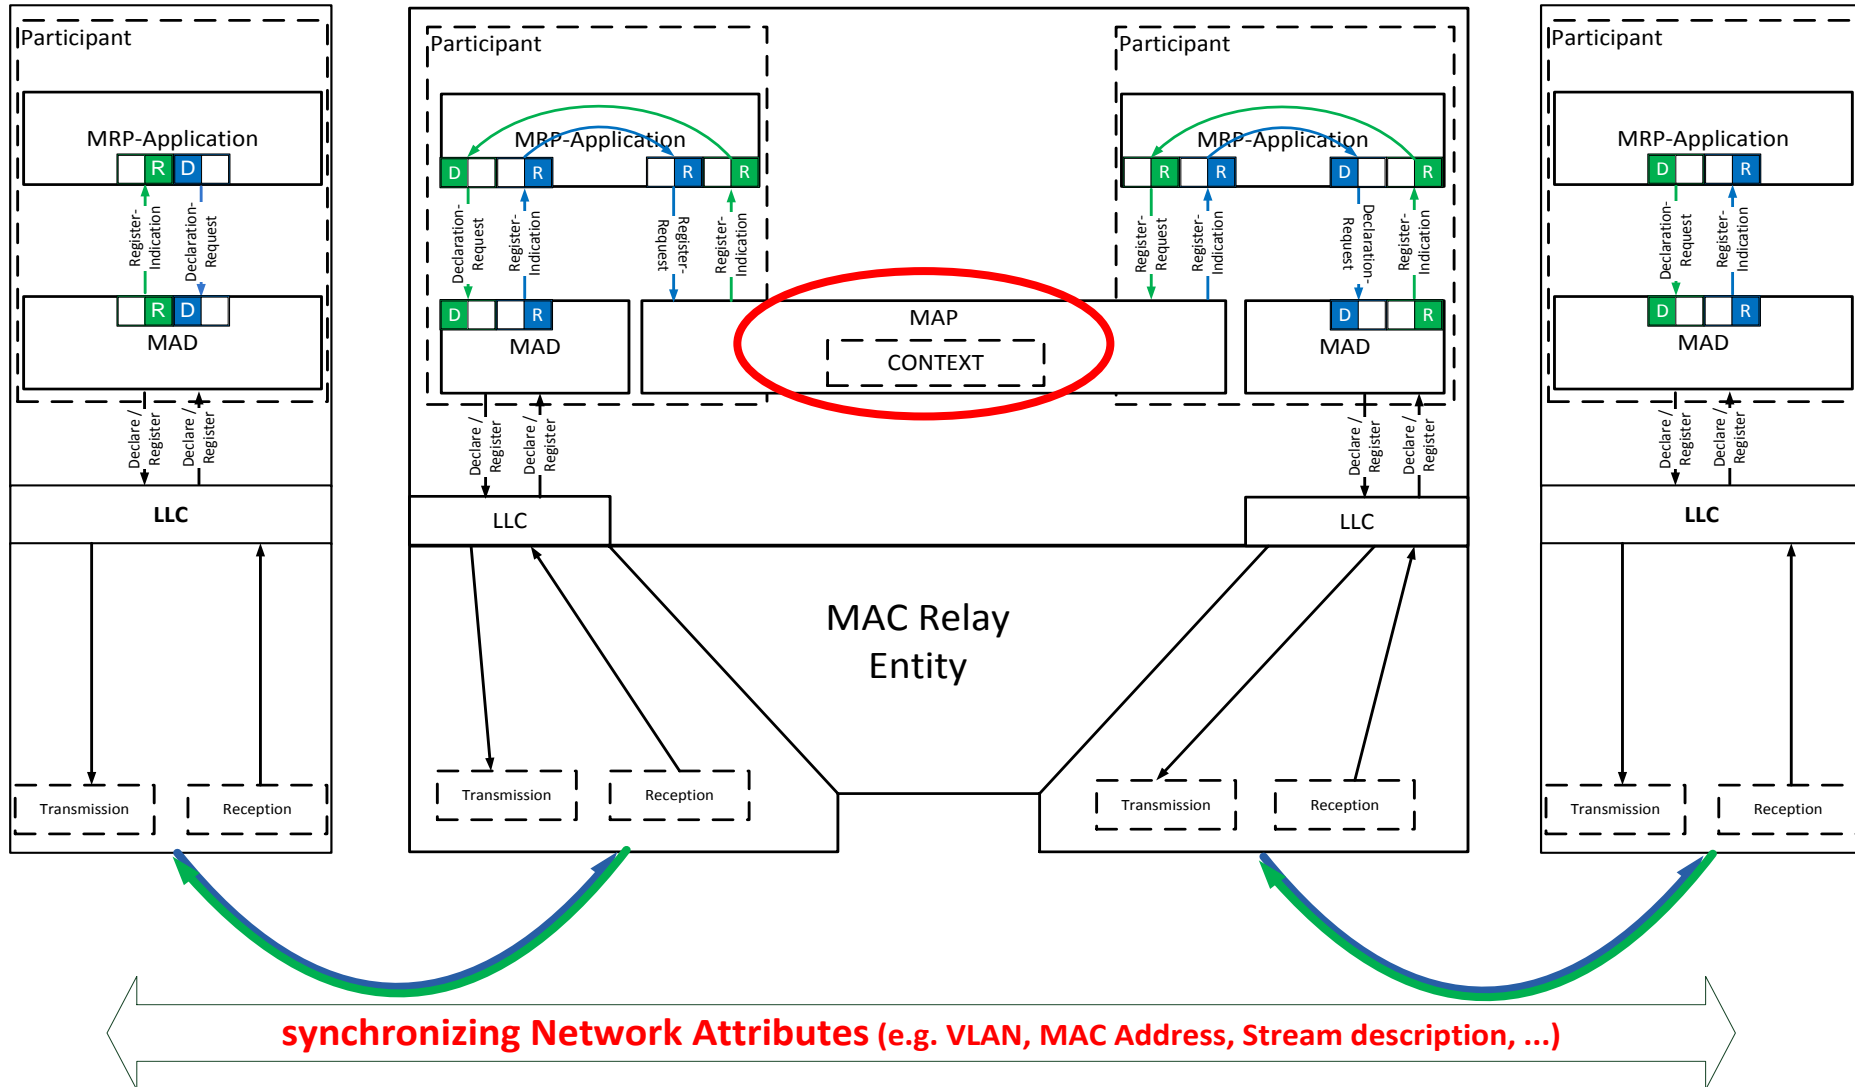 Participant
MRP-Application
R D
Register-
Indication
Declaration-
Request
R D
MAD
Declare /
Register
Declare /
Register
LLC
Transmission
Reception
Participant
MRP-Application
D R R R
Declaration-
Request
Register-
Indication
Register-
Request
Register-
Indication
D R
MAD
MAP
CONTEXT
Declare /
Register
Declare /
Register
LLC
Transmission
Reception
MAC Relay
Entity
Participant
MRP-Application
R R D R
Register-
Request
Register-
Indication
Declaration-
Request
Register-
Indication
D R
MAD
Declare /
Register
Declare /
Register
LLC
Transmission
Reception
Participant
MRP-Application
D R
Declaration-
Request
Register-
Indication
D R
MAD
Declare /
Register
Declare /
Register
LLC
Transmission
Reception
synchronizing Network Attributes (e.g. VLAN, MAC Address, Stream description, ...)